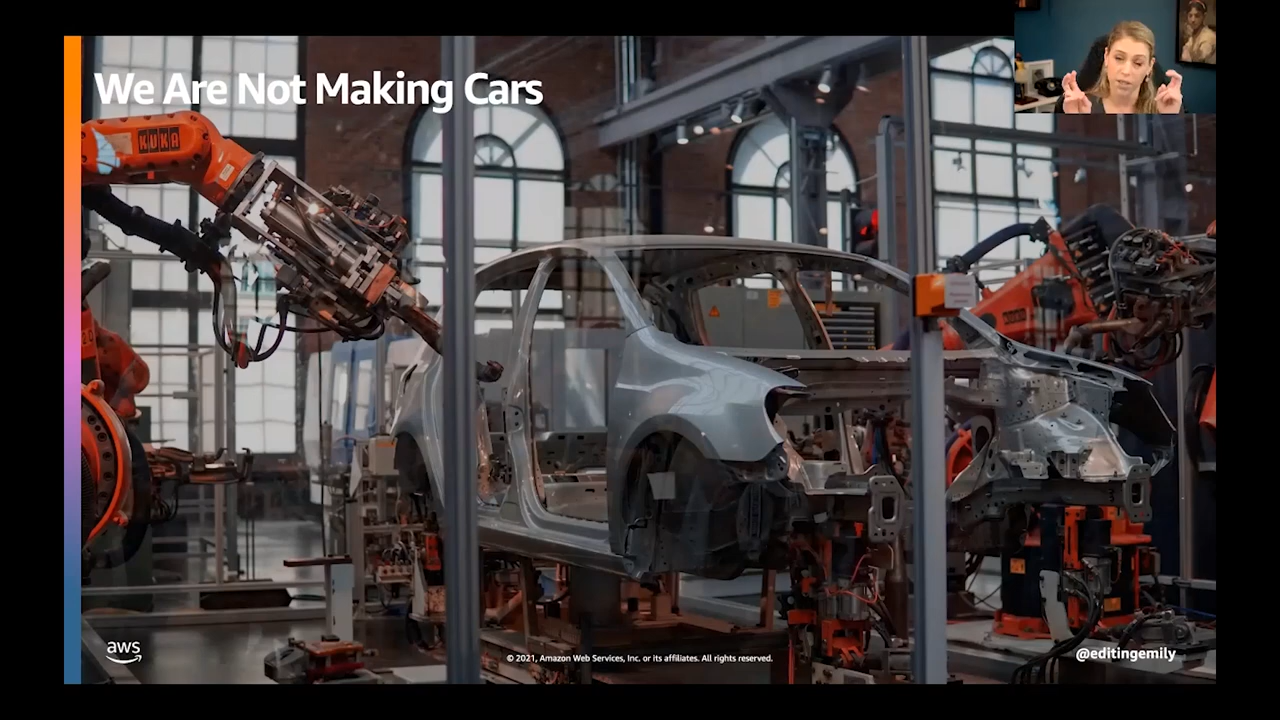 We Are Not Making Cars
KUKA
aws
© 2021, Amazon Web Services, Inc. or its affiliates. All rights reserved.
@editingemily